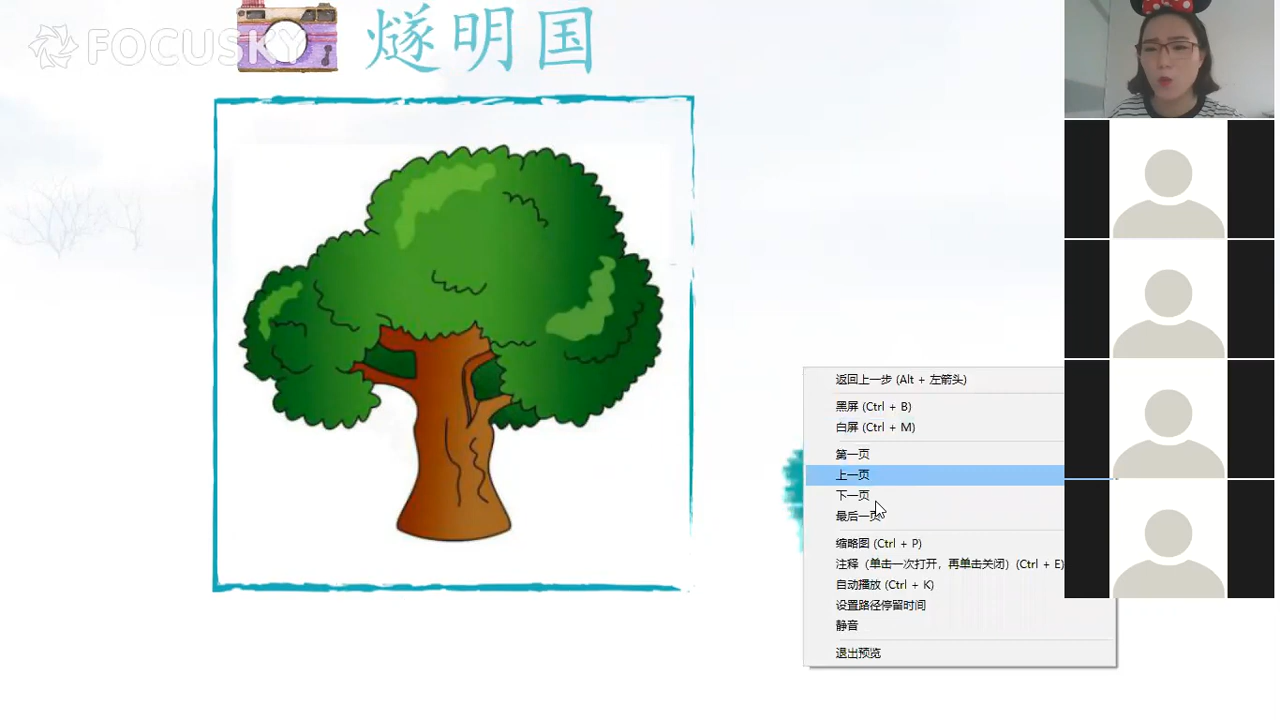 FOCUSKY
燧明国
返回上一步 (Alt + 左箭头)
黑屏 (Ctrl + B)
白屏 (Ctrl + M)
第一页
上一页
下一页
最后一页
缩略图 (Ctrl + P)
注释（单击一次打开，再单击关闭）(Ctrl + E)
自动播放 (Ctrl + K)
设置路径停留时间
静音
退出预览